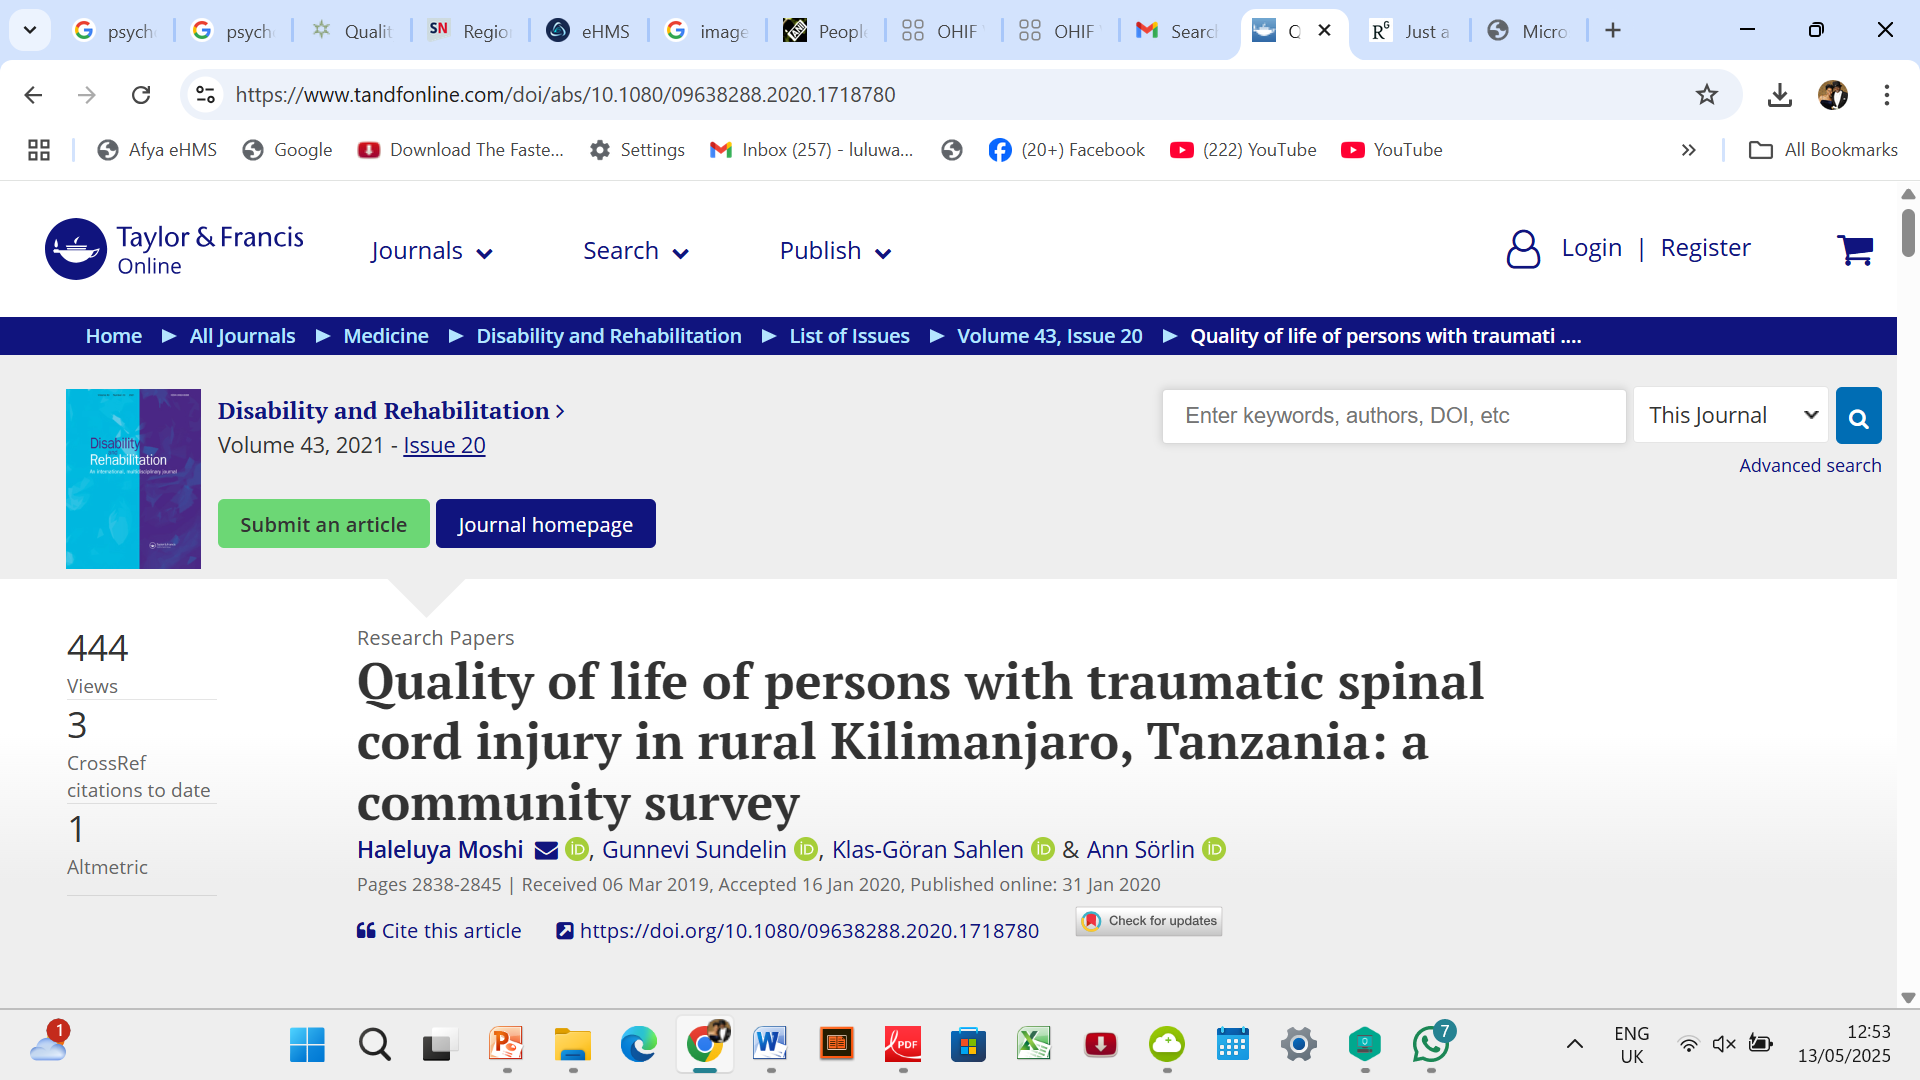 psych
psych
Qualit
SN Regio
eHMS
image
People
OHIF
OHIF
Search
Just a
Micro
https://www.tandfonline.com/doi/abs/10.1080/09638288.2020.1718780
Afya eHMS
Google
Download The Faste...
Settings
Inbox (257) - luluwa...
(20+) Facebook
(222) YouTube
YouTube
All Bookmarks
Taylor & Francis
Online
Journals
Search
Publish
Login | Register
Home ▶ All Journals ▶ Medicine ▶ Disability and Rehabilitation ▶ List of Issues ▶ Volume 43, Issue 20 ▶ Quality of life of persons with traumati ....
Disability
Rehabilitation
Disability and Rehabilitation >
Volume 43, 2021 - Issue 20
Enter keywords, authors, DOI, etc
This Journal
Advanced search
Submit an article
Journal homepage
444
Views
3
CrossRef
citations to date
1
Altmetric
Research Papers
Quality of life of persons with traumatic spinal
cord injury in rural Kilimanjaro, Tanzania: a
community survey
Haleluya Moshi, Gunnevi Sundelin, Klas-Göran Sahlen & Ann Sörlin
Pages 2838-2845 | Received 06 Mar 2019, Accepted 16 Jan 2020, Published online: 31 Jan 2020
Cite this article
https://doi.org/10.1080/09638288.2020.1718780
Check for updates
1
PDF
7
ENG
UK
12:53
13/05/2025